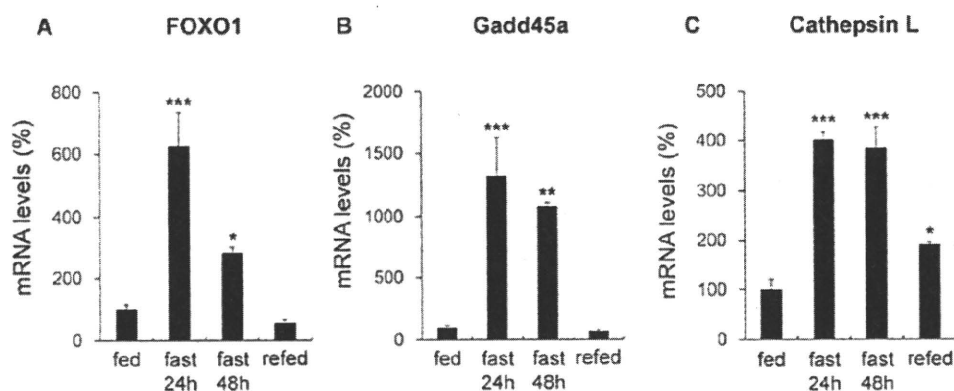 A FOXO1
800
600
400
200
0
mRNA levels (%)
***
*
fed fast fast refed
24h 48h
B Gadd45a
2000
1500
1000
500
0
mRNA levels (%)
***
**
fed fast fast refed
24h 48h
C Cathepsin L
500
400
300
200
100
0
mRNA levels (%)
*** ***
*
fed fast fast refed
24h 48h